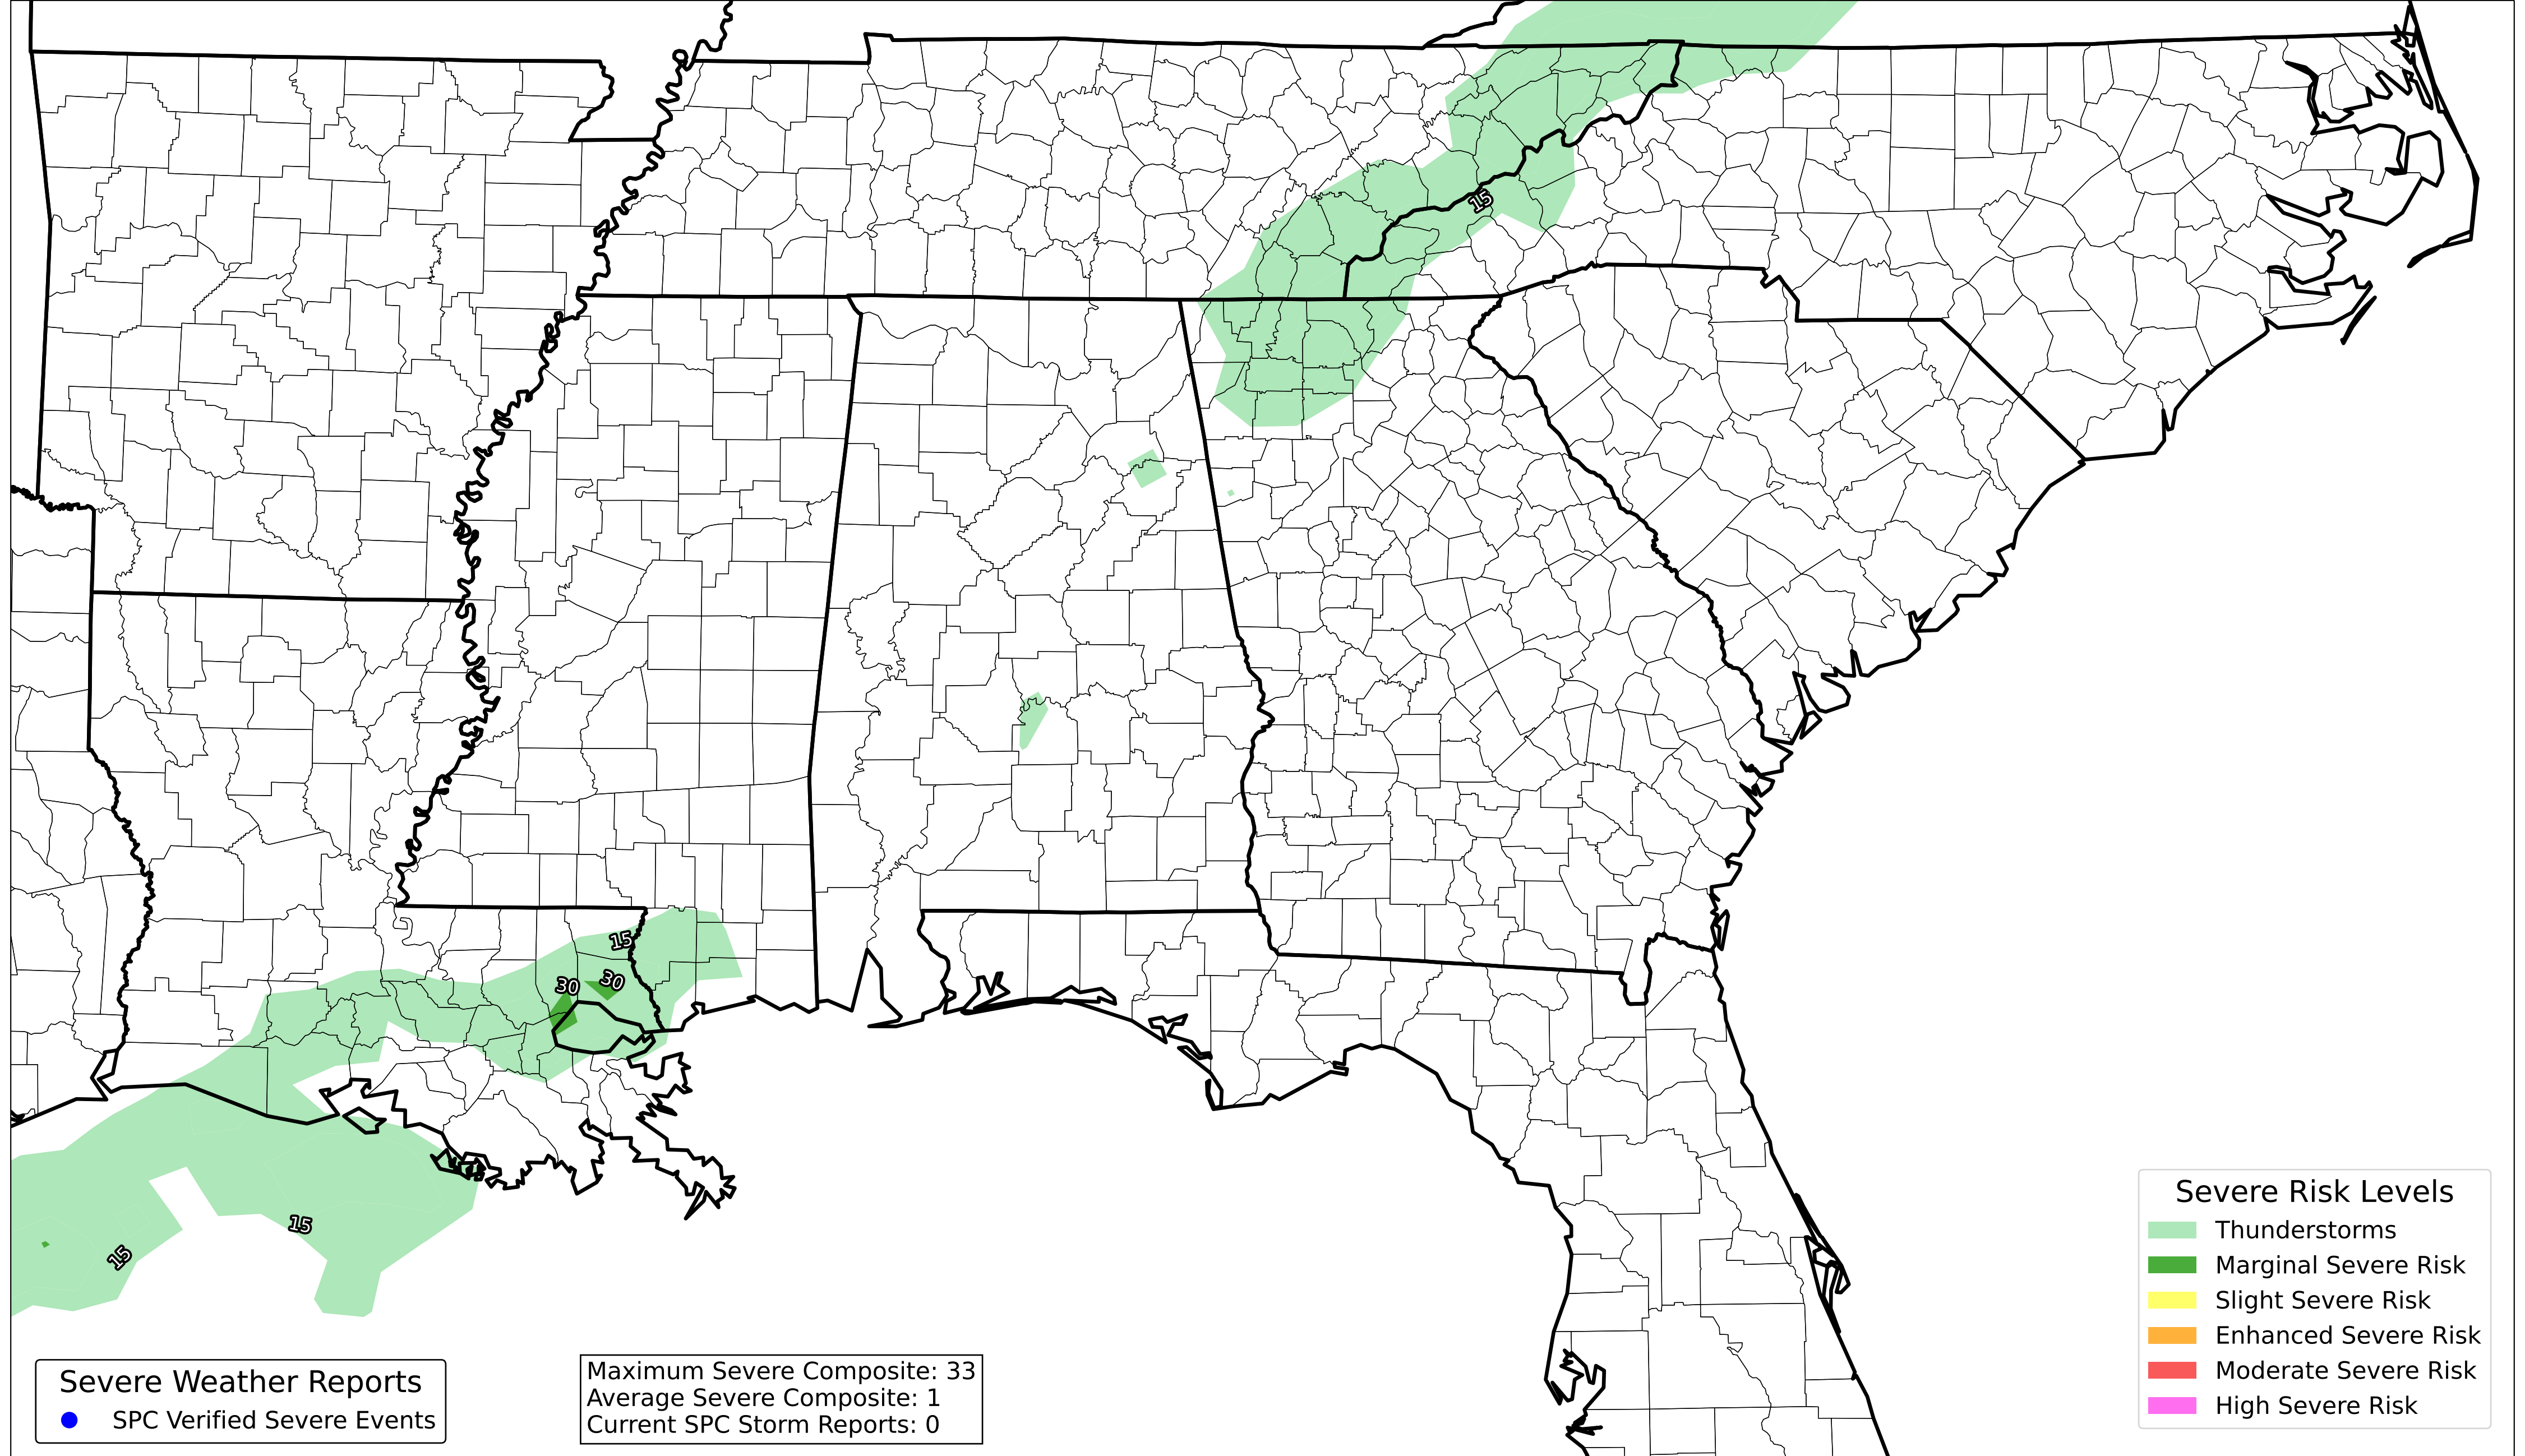 15
15
30
30
15
15
Severe Weather Reports
SPC Verified Severe Events
Maximum Severe Composite: 33
Average Severe Composite: 1
Current SPC Storm Reports: 0
Severe Risk Levels
Thunderstorms
Marginal Severe Risk
Slight Severe Risk
Enhanced Severe Risk
Moderate Severe Risk
High Severe Risk